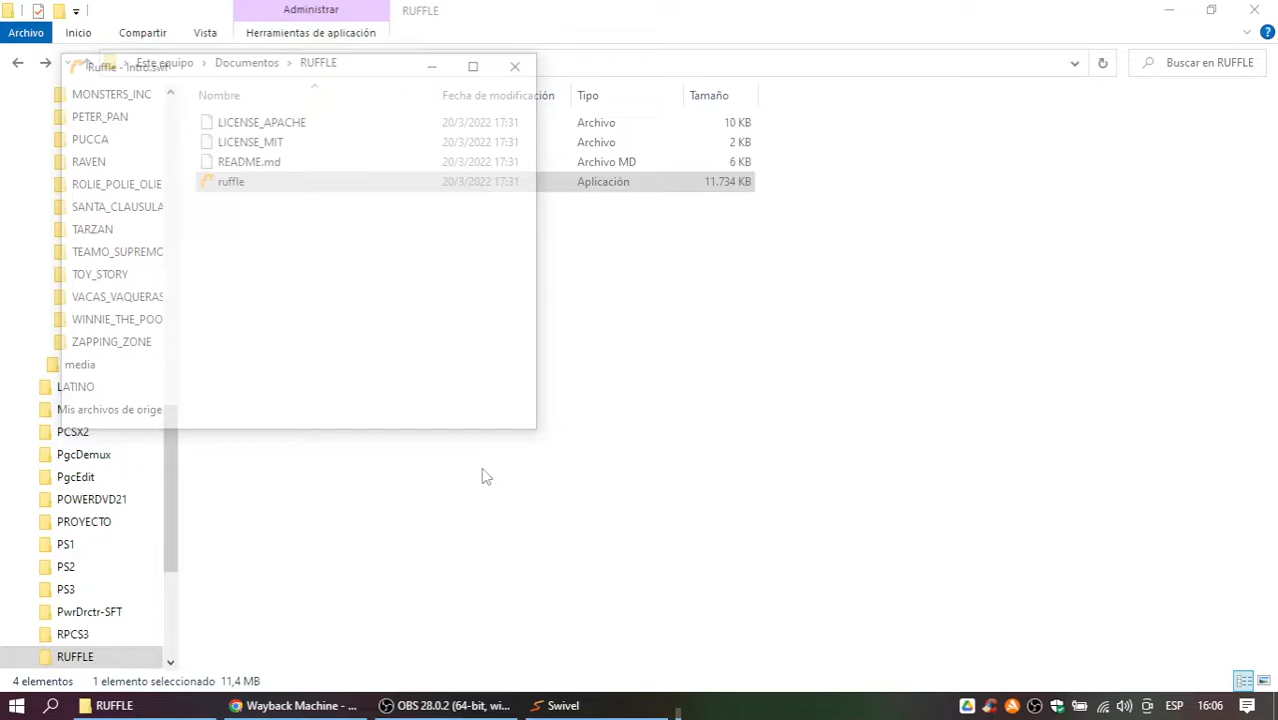 Administrar
RUFFLE
Archivo
Inicio
Compartir
Vista
Herramientas de aplicación
Ruffle - Intro.swf
Este equipo
Documentos
RUFFLE
Buscar en RUFFLE
Nombre
Fecha de modificación
Tipo
Tamaño
LICENSE_APACHE
20/3/2022 17:31
Archivo
10 KB
LICENSE_MIT
20/3/2022 17:31
Archivo
2 KB
README.md
20/3/2022 17:31
Archivo MD
6 KB
ruffle
20/3/2022 17:31
Aplicación
11.734 KB
MONSTERS_INC
PETER_PAN
PUCCA
RAVEN
ROLIE_POLIE_OLIE
SANTA_CLAUSULA
TARZAN
TEAMO_SUPREMO
TOY_STORY
VACAS_VAQUERAS
WINNIE_THE_POO
ZAPPING_ZONE
media
LATINO
Mis archivos de orige
PCSX2
PgcDemux
PgcEdit
POWERDVD21
PROYECTO
PS1
PS2
PS3
PwrDrctr-SFT
RPCS3
RUFFLE
4 elementos
1 elemento seleccionado 11,4 MB
RUFFLE
Wayback Machine - ...
OBS 28.0.2 (64-bit, wi...
Swivel
ESP
16:06